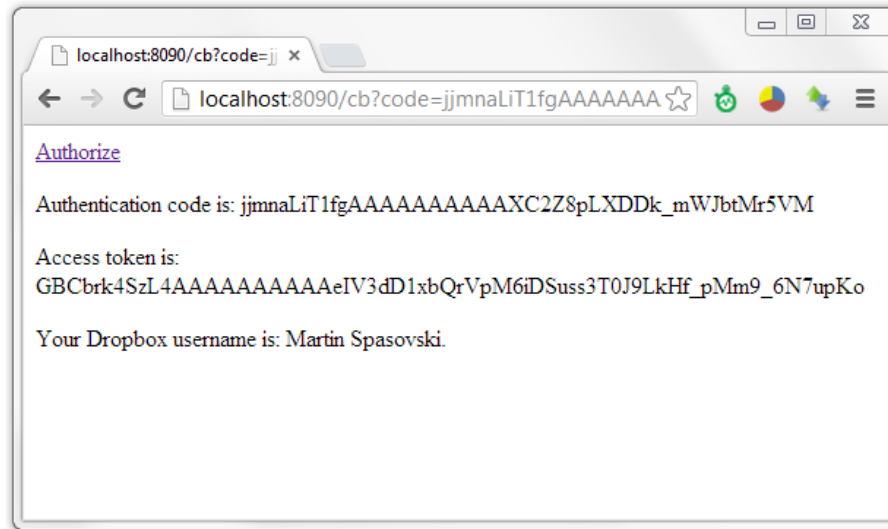 localhost:8090/cb?code=jj
localhost:8090/cb?code=jjmnaLiT1fgAAAAAAA
Authorize
Authentication code is: jjmnaLiT1fgAAAAAAAAAAXC2Z8pLXDDk_mWJbtMr5VM
Access token is:
GBCbrk4SzL4AAAAAAAAAAeIV3dD1xbQrVpM6iDSuss3T0J9LkHf_pMm9_6N7upKo
Your Dropbox username is: Martin Spasovski.